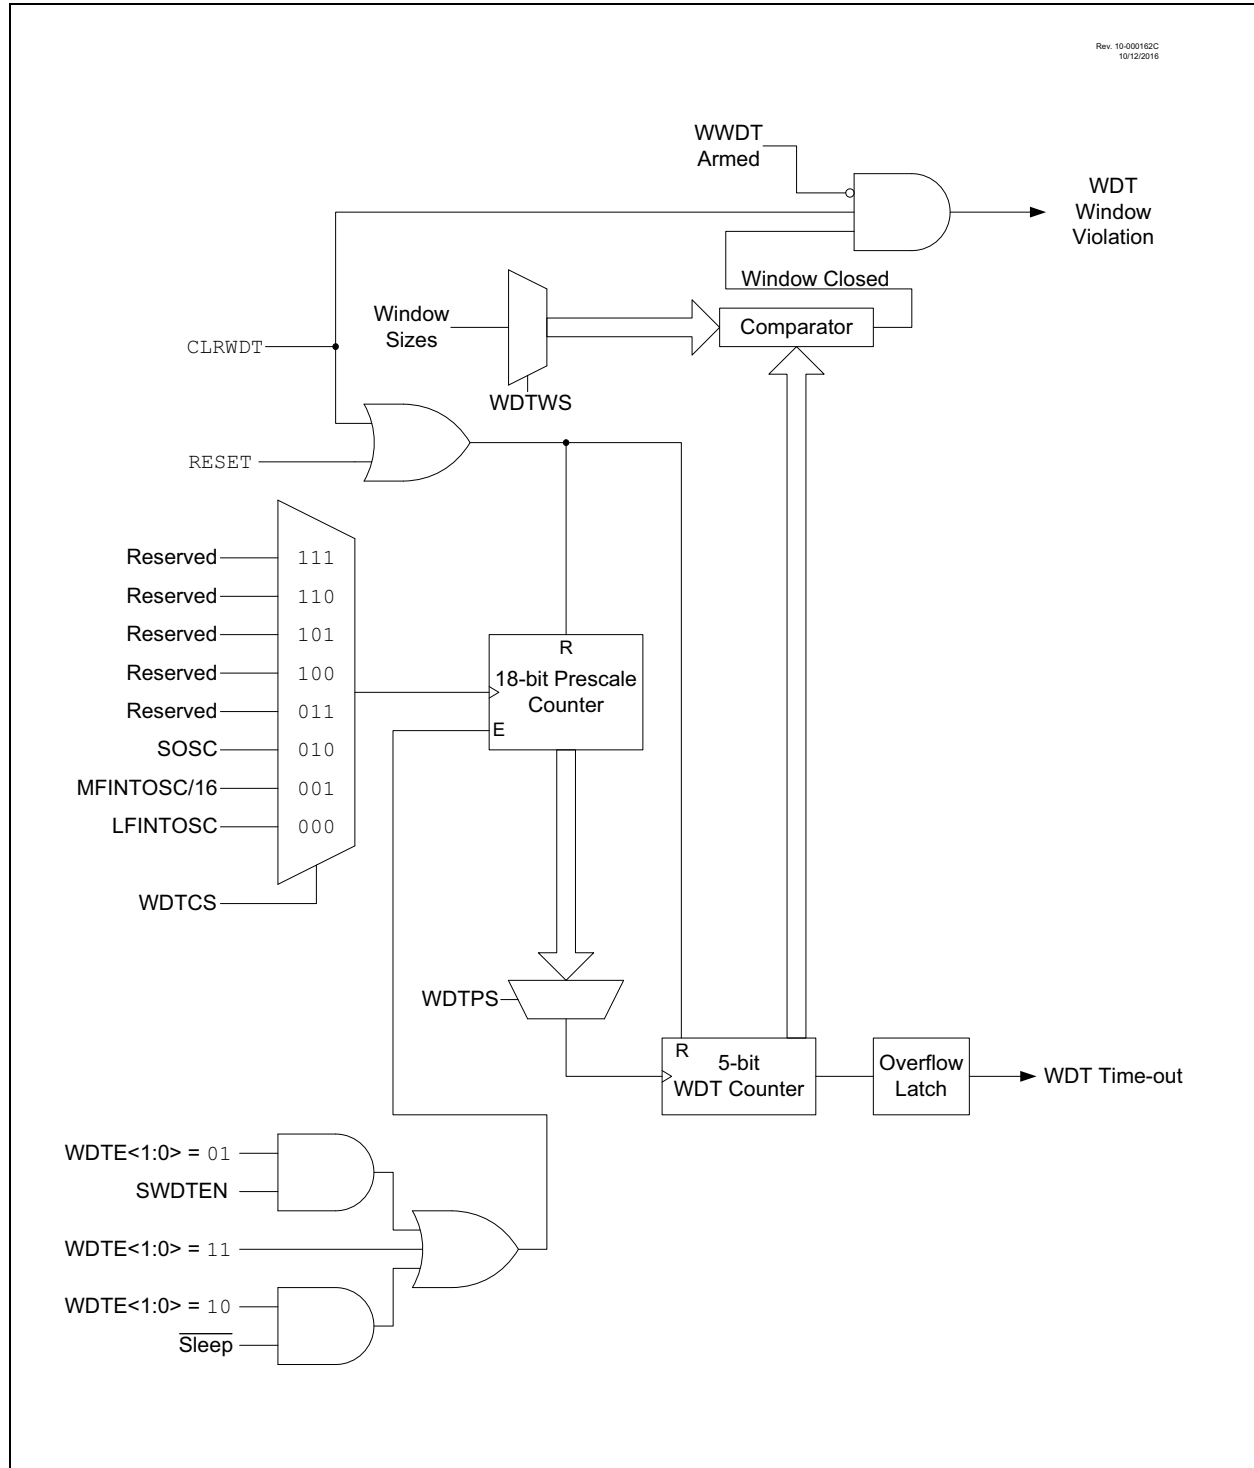 Rev. 10-000162C
10/12/2016
WWDT
Armed
WDT
Window
Violation
Window Closed
Window
Sizes
Comparator
CLRWDT
WDTWS
RESET
Reserved 111
Reserved 110
Reserved 101
Reserved 100
Reserved 011
SOSC 010
MFINTOSC/16 001
LFINTOSC 000
WDTCS
R
18-bit Prescale
Counter
E
WDTPS
R
5-bit
WDT Counter
Overflow
Latch
WDT Time-out
WDTE<1:0> = 01
SWDTEN
WDTE<1:0> = 11
WDTE<1:0> = 10
S̅l̅e̅e̅p̅